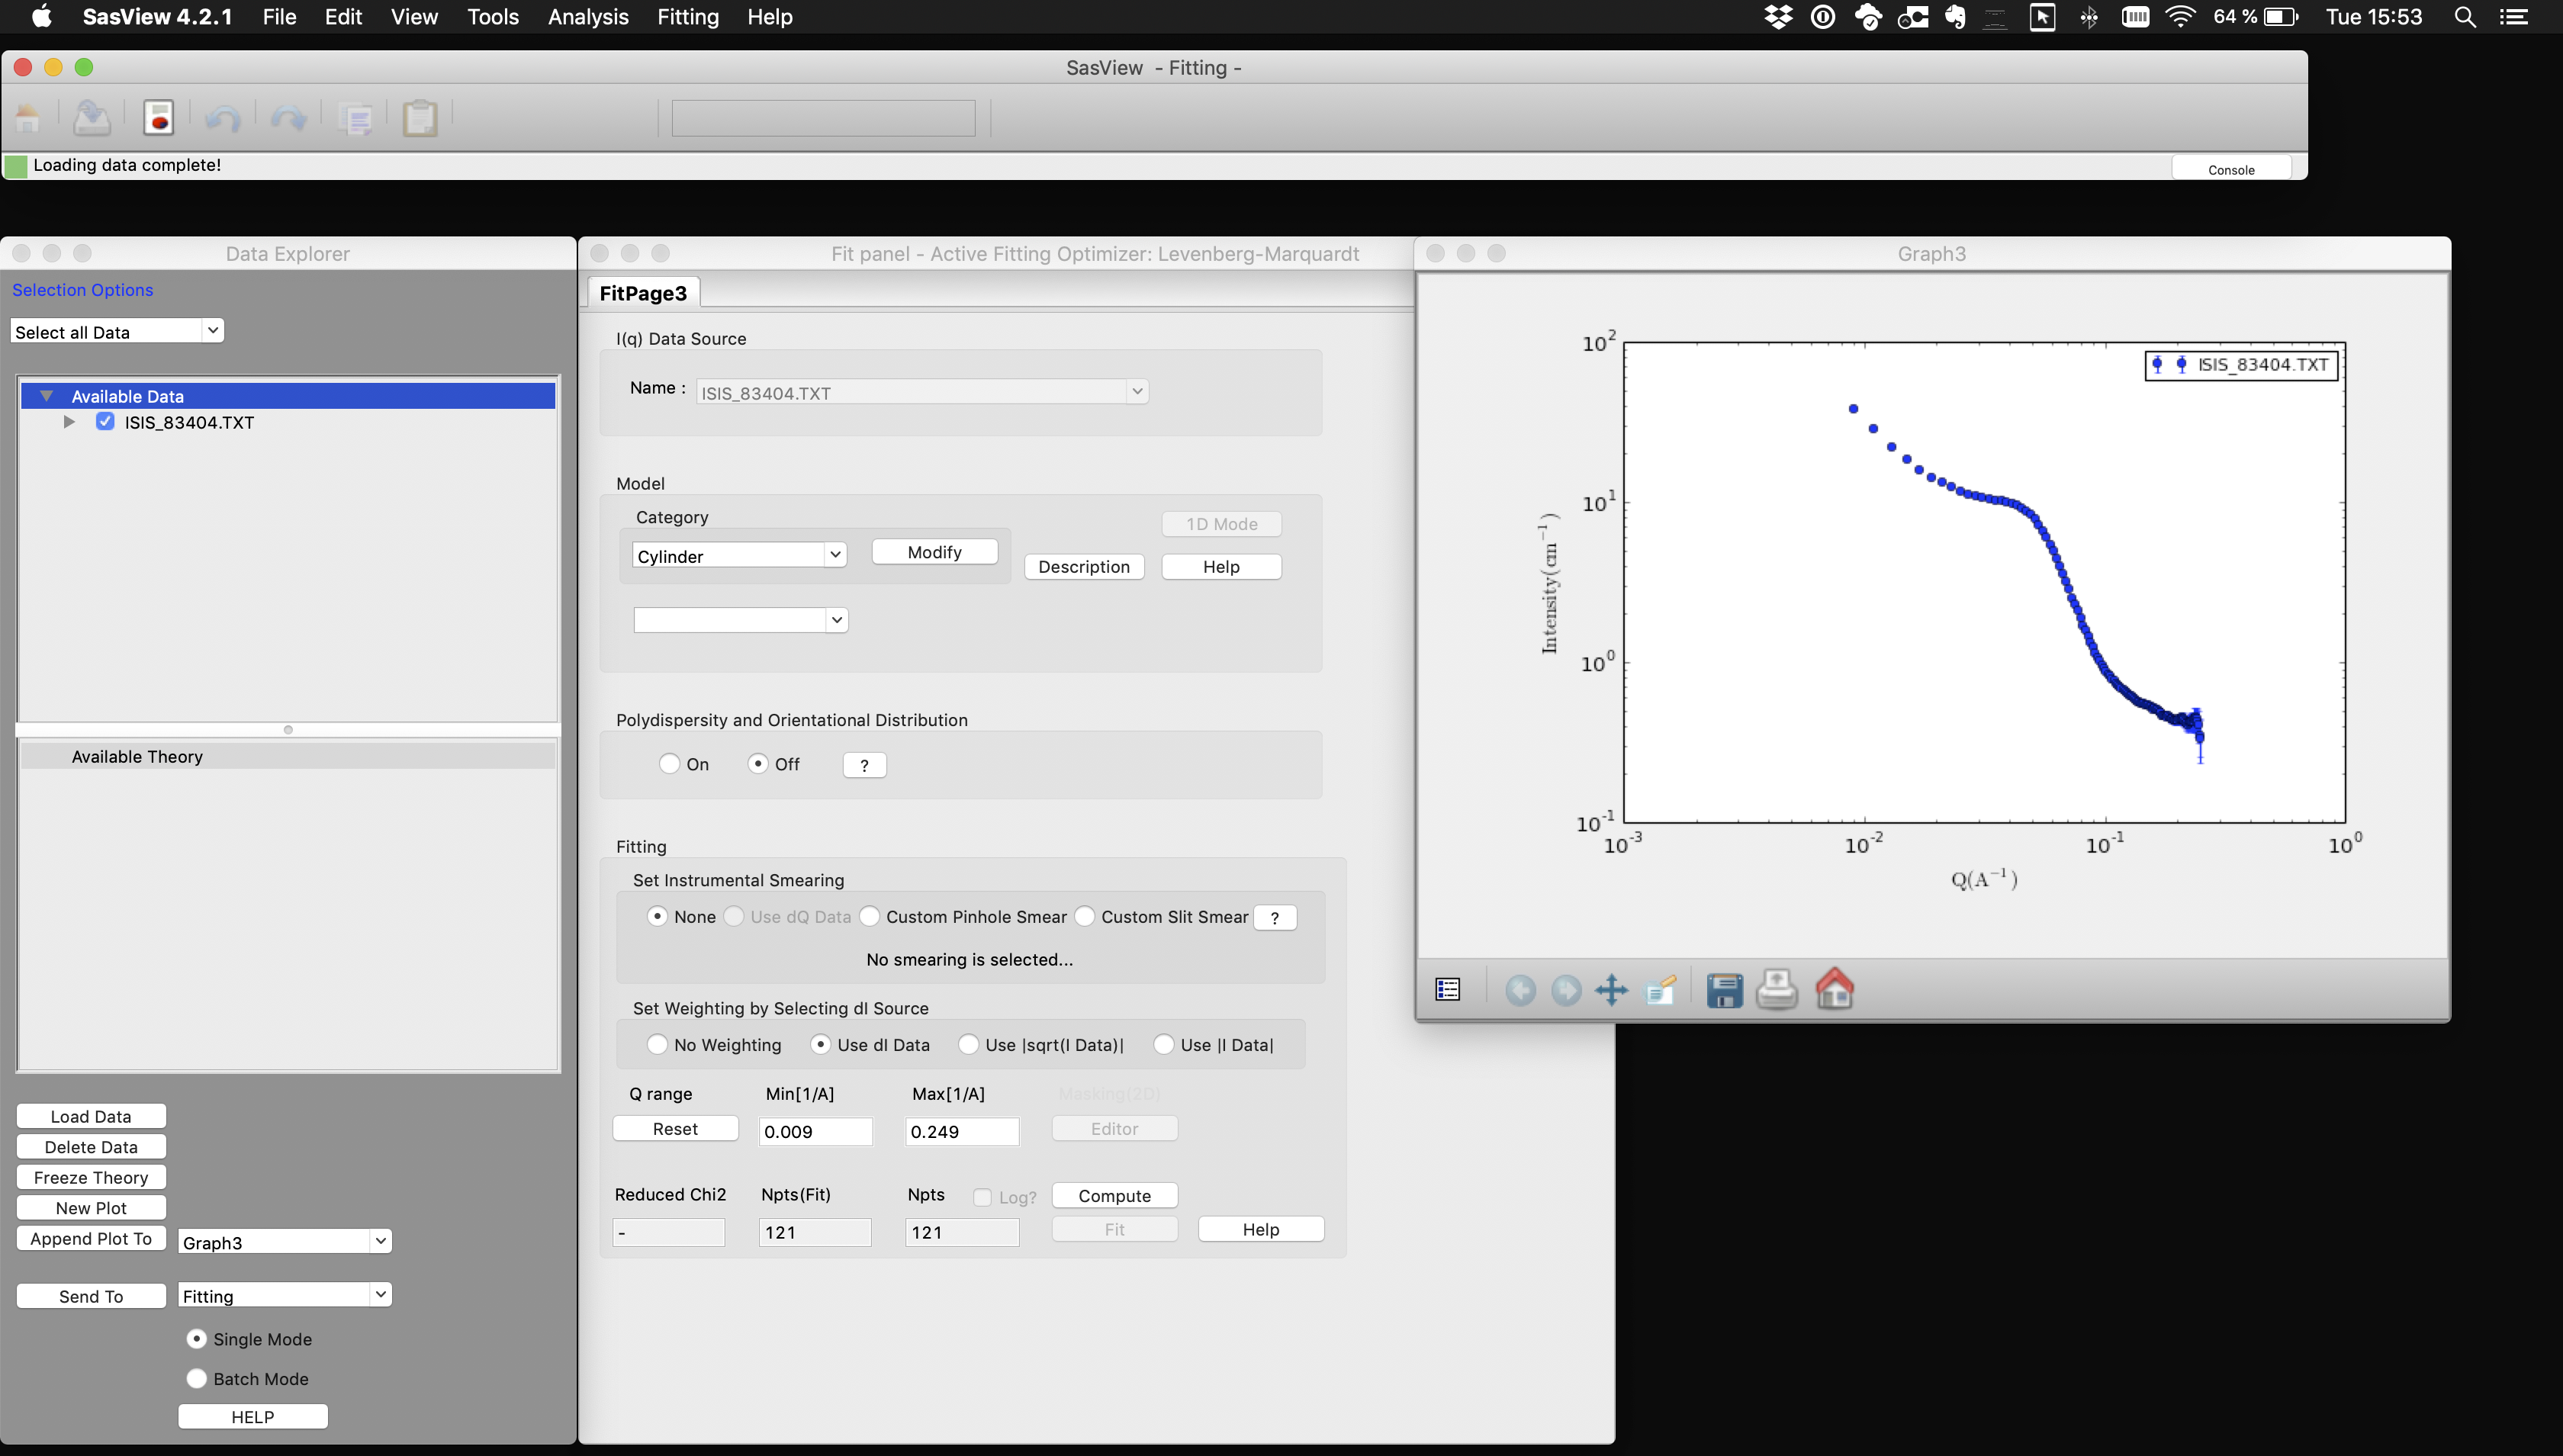 SasView 4.2.1 File Edit View Tools Analysis Fitting Help 64 % Tue 15:53
SasView - Fitting -
Loading data complete!
Console
Data Explorer
Selection Options
Select all Data
Available Data
ISIS_83404.TXT
Available Theory
Load Data
Delete Data
Freeze Theory
New Plot
Append Plot To Graph3
Send To Fitting
Single Mode
Batch Mode
HELP
Fit panel - Active Fitting Optimizer: Levenberg-Marquardt
FitPage3
I(q) Data Source
Name : ISIS_83404.TXT
Model
Category
1D Mode
Cylinder Modify
Description Help
Polydispersity and Orientational Distribution
On Off ?
Fitting
Set Instrumental Smearing
None Use dQ Data Custom Pinhole Smear Custom Slit Smear ?
No smearing is selected...
Set Weighting by Selecting dI Source
No Weighting Use dI Data Use |sqrt(I Data)| Use |I Data|
Q range Min[1/A] Max[1/A] Masking(2D)
Reset 0.009 0.249 Editor
Reduced Chi2 Npts(Fit) Npts Log? Compute
- 121 121 Fit Help
Graph3
ISIS_83404.TXT
10²
10¹
10⁰
10⁻¹
Intensity(cm⁻¹)
10⁻³ 10⁻² 10⁻¹ 10⁰
Q(A⁻¹)